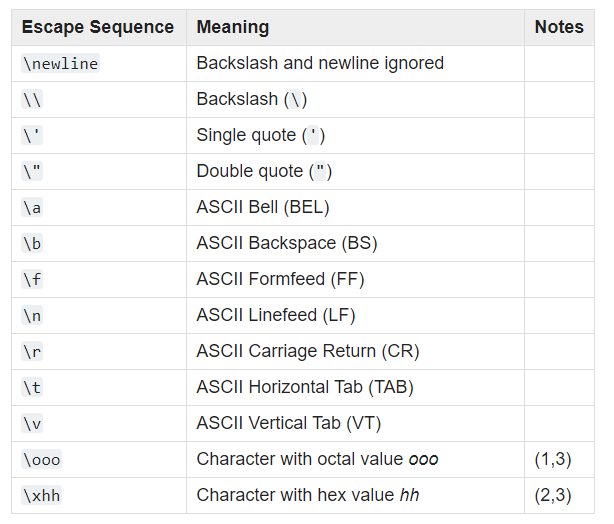 Escape Sequence Meaning Notes
\newline Backslash and newline ignored
\\ Backslash (\)
\' Single quote (')
\" Double quote (")
\a ASCII Bell (BEL)
\b ASCII Backspace (BS)
\f ASCII Formfeed (FF)
\n ASCII Linefeed (LF)
\r ASCII Carriage Return (CR)
\t ASCII Horizontal Tab (TAB)
\v ASCII Vertical Tab (VT)
\ooo Character with octal value ooo (1,3)
\xhh Character with hex value hh (2,3)